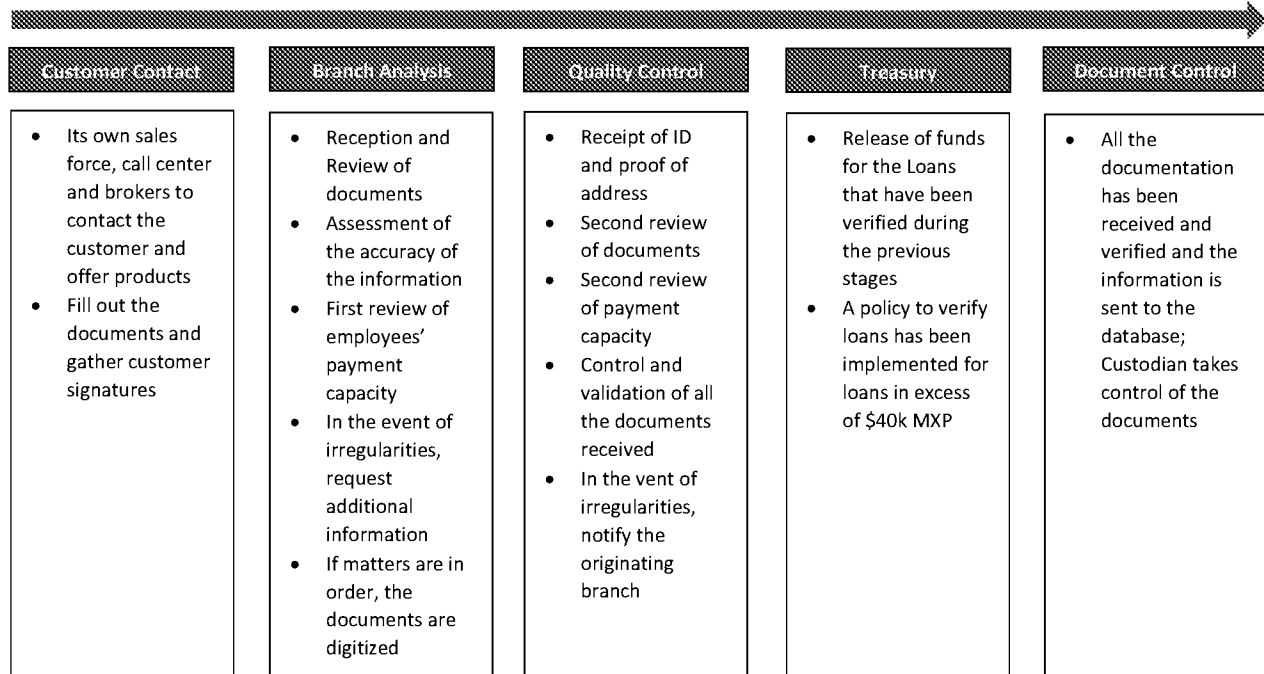 Customer Contact
Its own sales
force, call center
and brokers to
contact the
customer and
offer products
Fill out the
documents and
gather customer
signatures
Branch Analysis
Reception and
Review of
documents
Assessment of
the accuracy of
the information
First review of
employees’
payment
capacity
In the event of
irregularities,
request
additional
information
If matters are in
order, the
documents are
digitized
Quality Control
Receipt of ID
and proof of
address
Second review
of documents
Second review
of payment
capacity
Control and
validation of all
the documents
received
In the vent of
irregularities,
notify the
originating
branch
Treasury
Release of funds
for the Loans
that have been
verified during
the previous
stages
A policy to verify
loans has been
implemented for
loans in excess
of $40k MXP
Document Control
All the
documentation
has been
received and
verified and the
information is
sent to the
database;
Custodian takes
control of the
documents